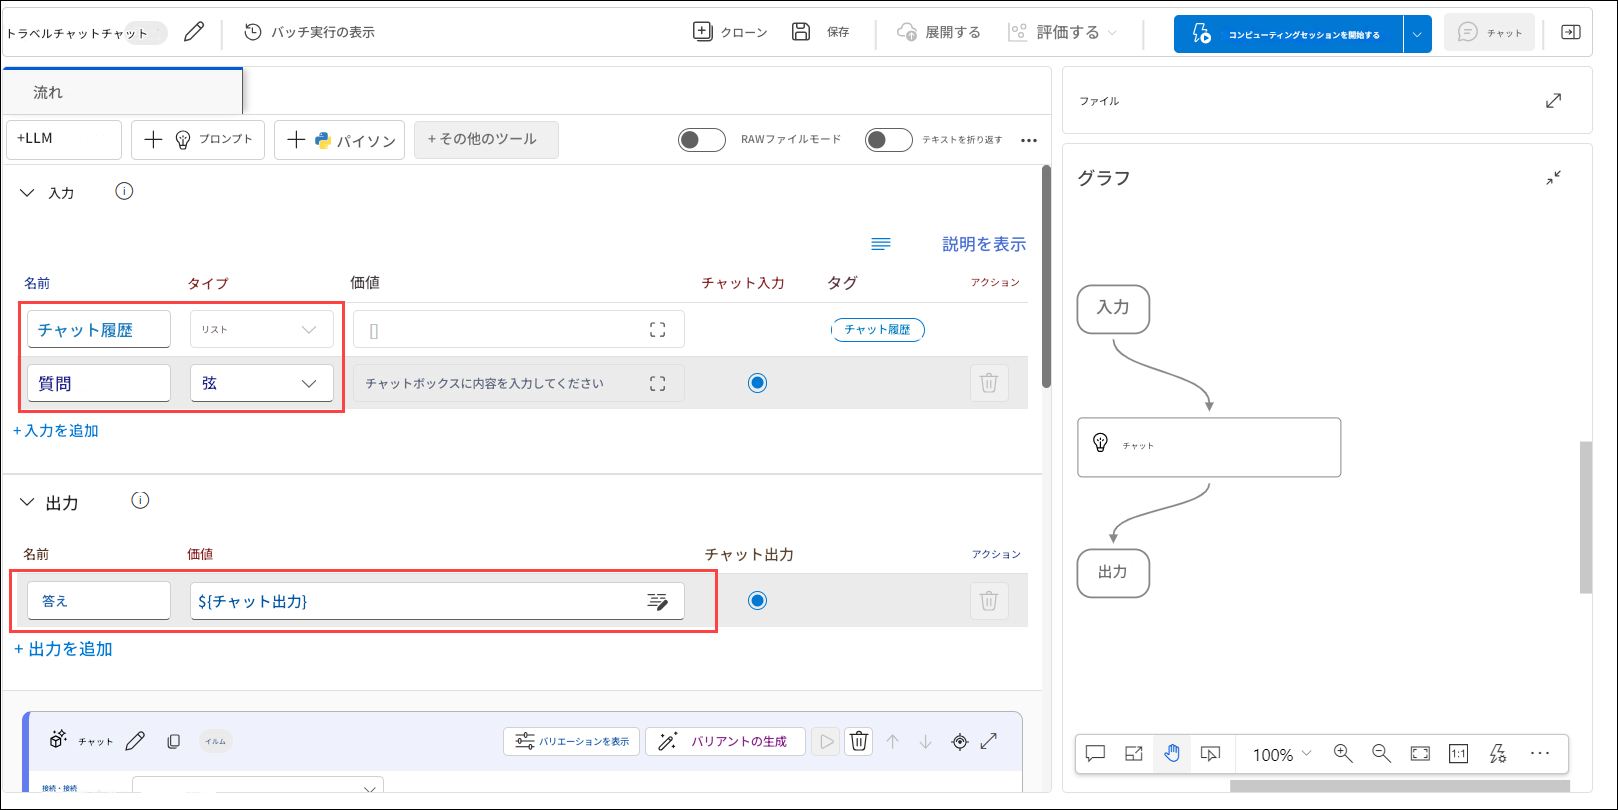 トラベルチャットチャット
バッチ実行の表示
クローン
保存
展開する
評価する
コンピューティングセッションを開始する
チャット
流れ
+LLM
プロンプト
パイソン
+その他のツール
RAWファイルモード
テキストを折り返す
入力
説明を表示
名前
タイプ
価値
チャット入力
タグ
アクション
チャット履歴
リスト
[]
チャット履歴
質問
弦
チャットボックスに内容を入力してください
+入力を追加
出力
名前
価値
チャット出力
アクション
答え
${チャット出力}
+ 出力を追加
チャット
イルム
バリエーションを表示
バリアントの生成
接続・接続
ファイル
グラフ
入力
チャット
出力
100%
1:1